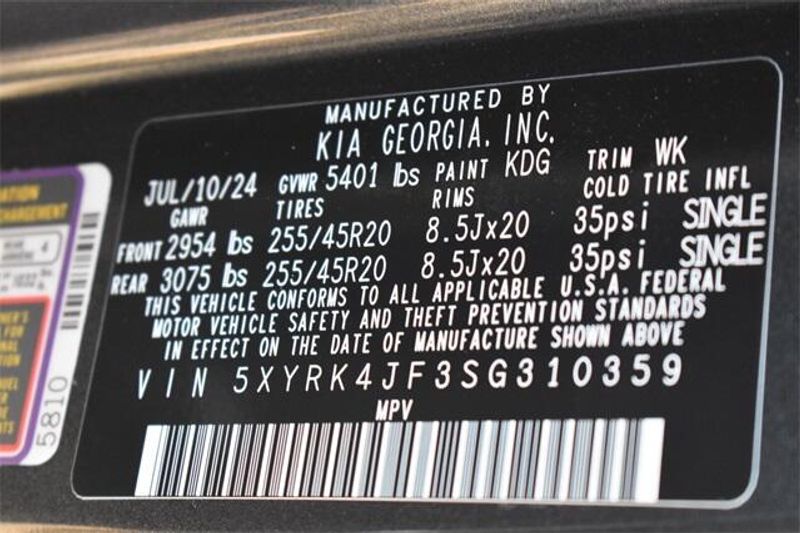 MANUFACTURED BY
KIA GEORGIA, INC.
JUL/10/24 GVWR 5401 lbs PAINT KDG TRIM WK
GAWR TIRES RIMS COLD TIRE INFL
FRONT 2954 lbs 255/45R20 8.5Jx20 35psi SINGLE
REAR 3075 lbs 255/45R20 8.5Jx20 35psi SINGLE
THIS VEHICLE CONFORMS TO ALL APPLICABLE U.S.A. FEDERAL
MOTOR VEHICLE SAFETY AND THEFT PREVENTION STANDARDS
IN EFFECT ON THE DATE OF MANUFACTURE SHOWN ABOVE
VIN 5XYRK4JF3SG310359
MPV
5810